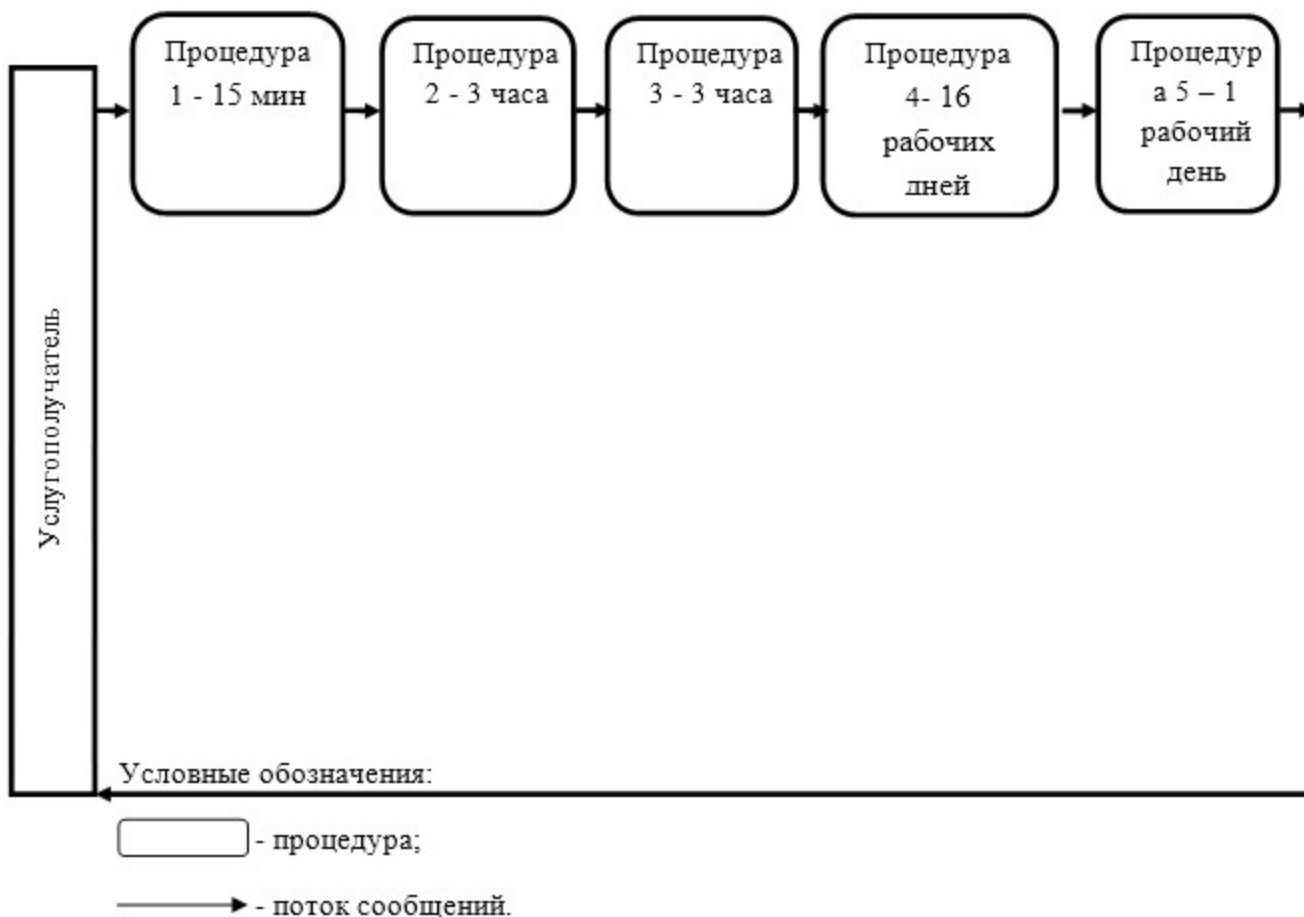 Процедура
1 - 15 мин
Процедура
2 - 3 часа
Процедура
3 - 3 часа
Процедура
4- 16
рабочих
дней
Процедур
а 5 – 1
рабочий
день
Услугополучатель
Условные обозначения:
- процедура;
- поток сообщений.